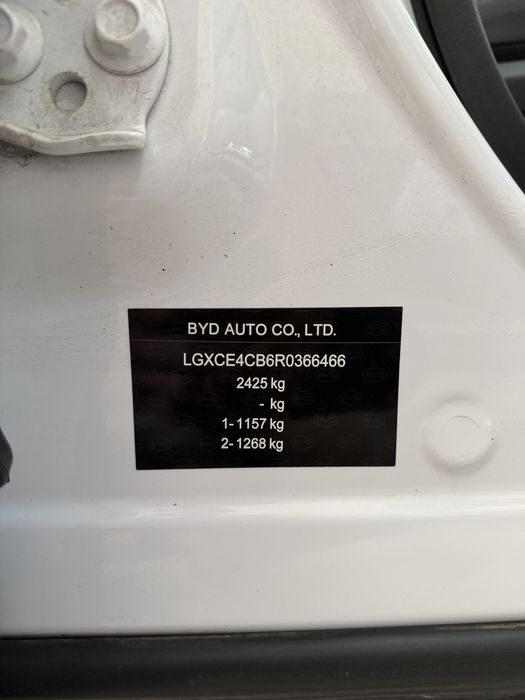 BYD AUTO CO., LTD.
LGXCE4CB6R0366466
2425 kg
- kg
1- 1157 kg
2- 1268 kg